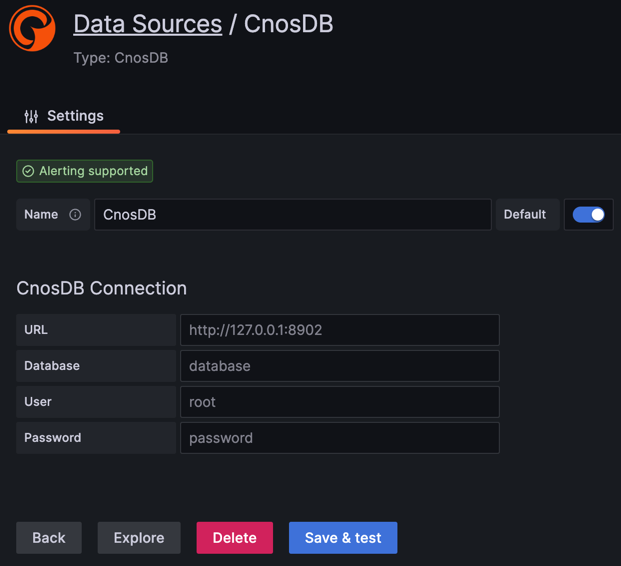 Data Sources / CnosDB
Type: CnosDB
Settings
Alerting supported
Name CnosDB Default
CnosDB Connection
URL http://127.0.0.1:8902
Database database
User root
Password password
Back Explore Delete Save & test